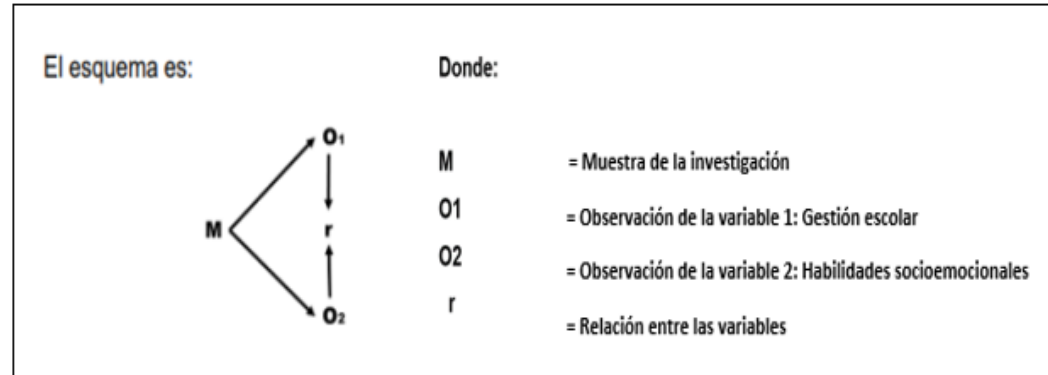 El esquema es:
Donde:
O₁
M
r
O₂
M = Muestra de la investigación
O1 = Observación de la variable 1: Gestión escolar
O2 = Observación de la variable 2: Habilidades socioemocionales
r = Relación entre las variables